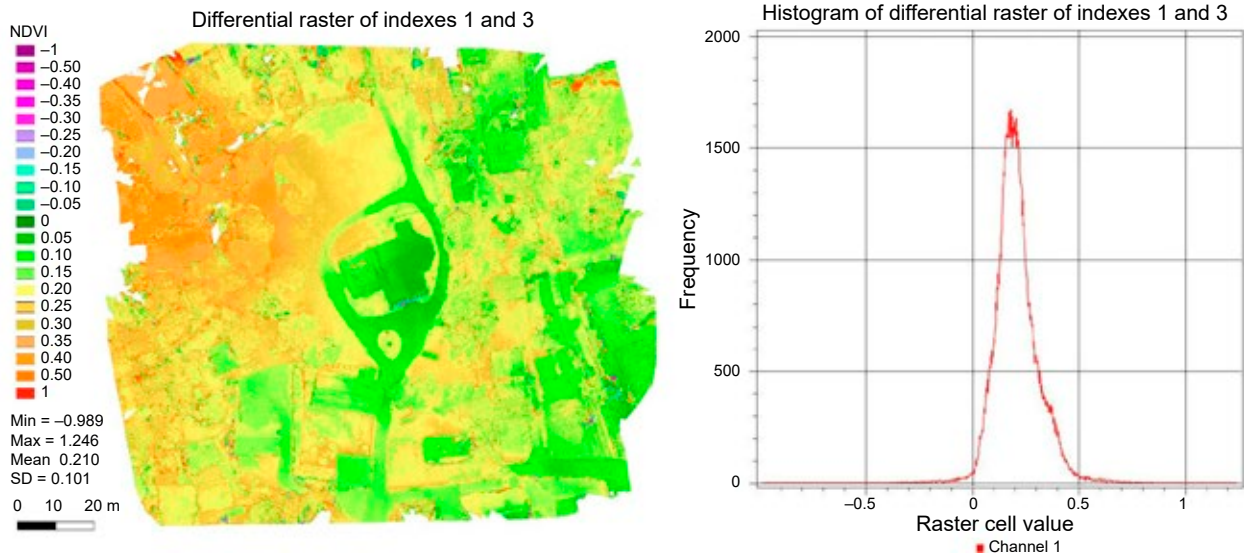 Differential raster of indexes 1 and 3
NDVI
–1
–0.50
–0.40
–0.35
–0.30
–0.25
–0.20
–0.15
–0.10
–0.05
0
0.05
0.10
0.15
0.20
0.25
0.30
0.35
0.40
0.50
1
Min = –0.989
Max = 1.246
Mean 0.210
SD = 0.101
0 10 20 m
Histogram of differential raster of indexes 1 and 3
Frequency
2000
1500
1000
500
0
–0.5 0 0.5 1
Raster cell value
Channel 1